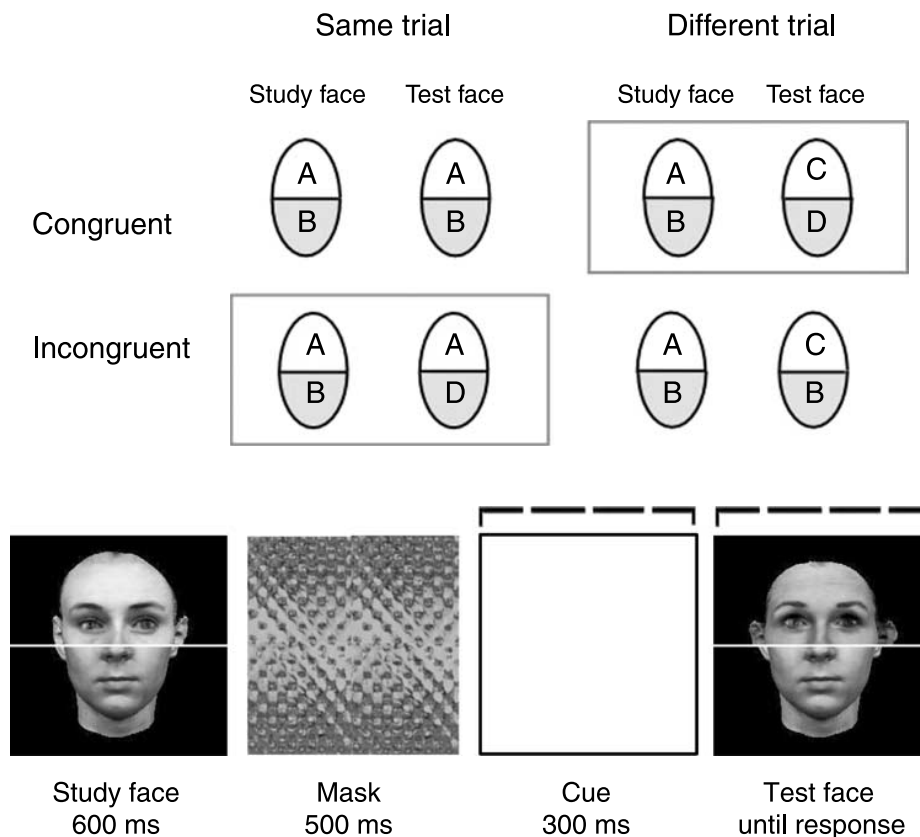 Same trial Different trial
Study face Test face Study face Test face
A A A C
Congruent
B B B D
Incongruent
A A A C
B D B B
Study face Mask Cue Test face
600 ms 500 ms 300 ms until response